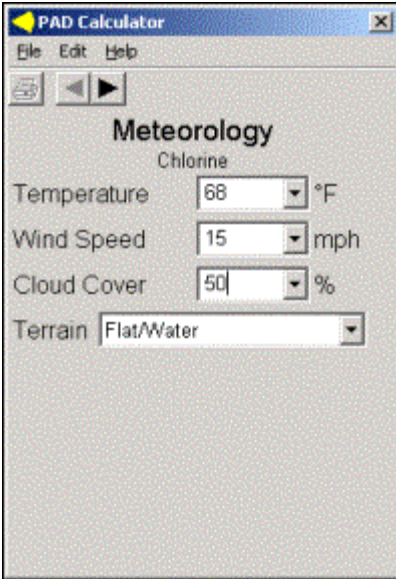 PAD Calculator
File Edit Help
Meteorology
Chlorine
Temperature 68 °F
Wind Speed 15 mph
Cloud Cover 50 %
Terrain Flat/Water